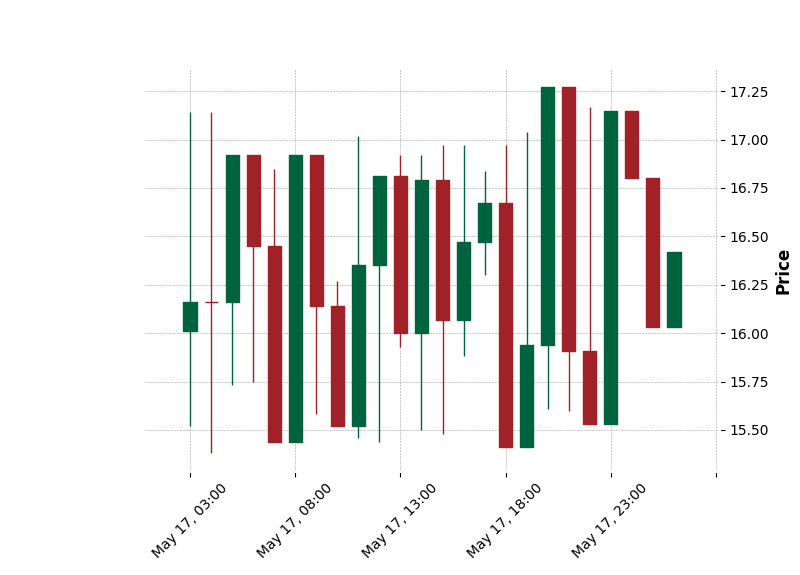 17.25
17.00
16.75
16.50
16.25
16.00
15.75
15.50
Price
May 17, 03:00
May 17, 08:00
May 17, 13:00
May 17, 18:00
May 17, 23:00